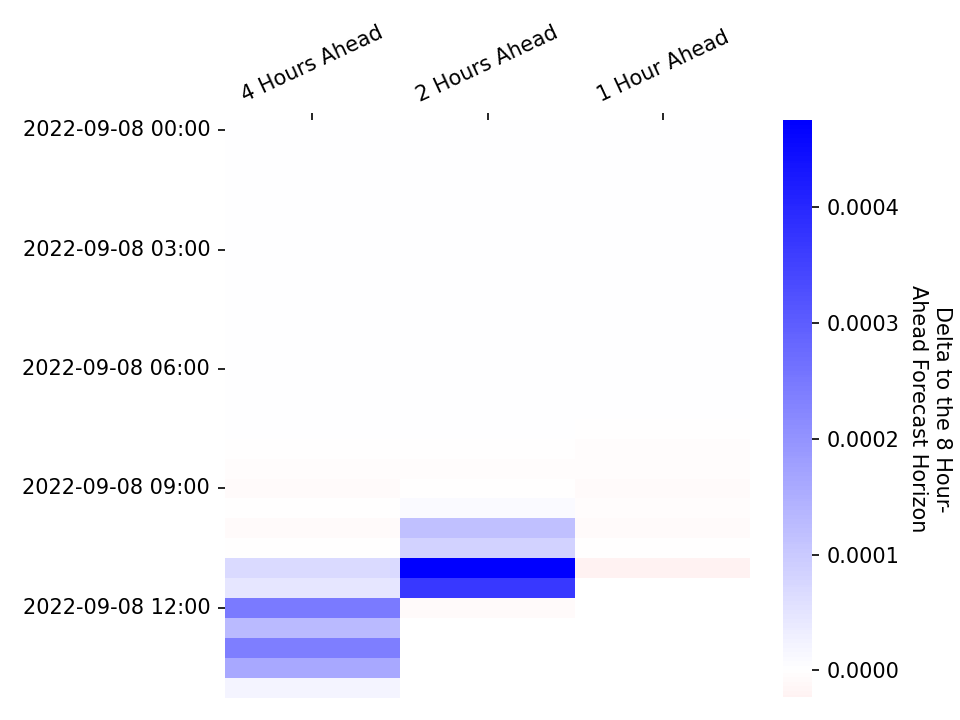 4 Hours Ahead
2 Hours Ahead
1 Hour Ahead
2022-09-08 00:00
2022-09-08 03:00
2022-09-08 06:00
2022-09-08 09:00
2022-09-08 12:00
0.0004
0.0003
0.0002
0.0001
0.0000
Delta to the 8 Hour-
Ahead Forecast Horizon